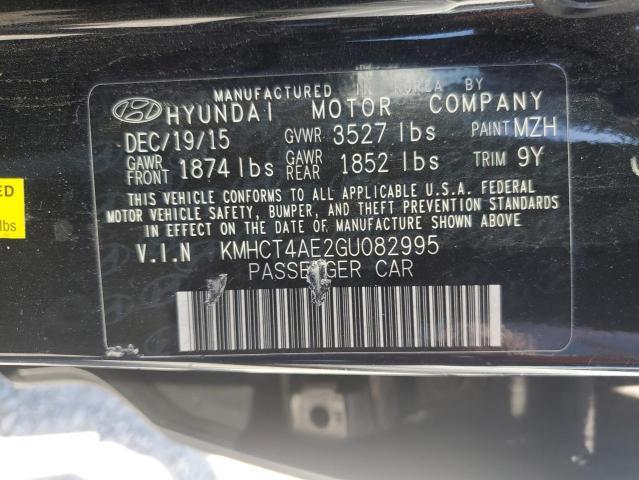 MANUFACTURED IN KOREA BY
HYUNDAI MOTOR COMPANY
DEC/19/15 GVWR 3527 lbs PAINT MZH
GAWR FRONT 1874 lbs GAWR REAR 1852 lbs TRIM 9Y
THIS VEHICLE CONFORMS TO ALL APPLICABLE U.S.A. FEDERAL
MOTOR VEHICLE SAFETY, BUMPER, AND THEFT PREVENTION STANDARDS
IN EFFECT ON THE DATE OF MANUFACTURE SHOWN ABOVE.
V.I.N KMHCT4AE2GU082995
PASSENGER CAR
lbs